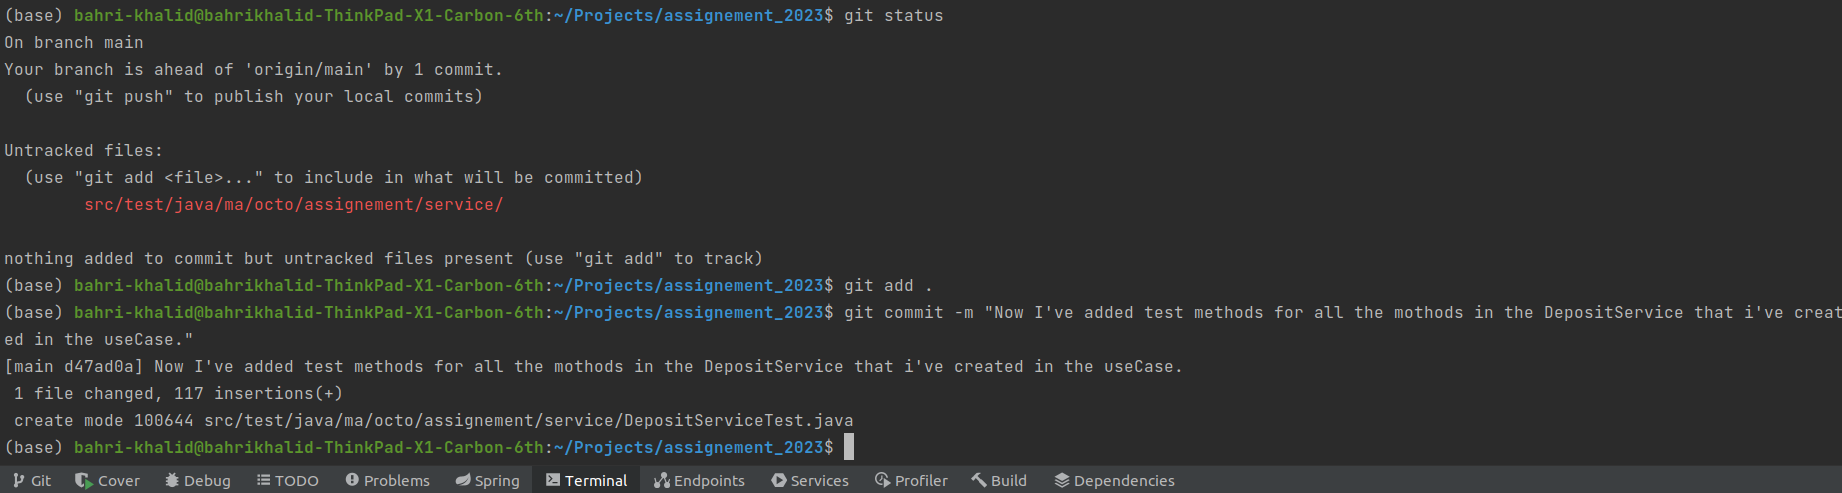 (base) bahri-khalid@bahrikhalid-ThinkPad-X1-Carbon-6th:~/Projects/assignement_2023$ git status
On branch main
Your branch is ahead of 'origin/main' by 1 commit.
  (use "git push" to publish your local commits)

Untracked files:
  (use "git add <file>..." to include in what will be committed)
        src/test/java/ma/octo/assignement/service/

nothing added to commit but untracked files present (use "git add" to track)
(base) bahri-khalid@bahrikhalid-ThinkPad-X1-Carbon-6th:~/Projects/assignement_2023$ git add .
(base) bahri-khalid@bahrikhalid-ThinkPad-X1-Carbon-6th:~/Projects/assignement_2023$ git commit -m "Now I've added test methods for all the mothods in the DepositService that i've creat
ed in the useCase."
[main d47ad0a] Now I've added test methods for all the mothods in the DepositService that i've created in the useCase.
 1 file changed, 117 insertions(+)
 create mode 100644 src/test/java/ma/octo/assignement/service/DepositServiceTest.java
(base) bahri-khalid@bahrikhalid-ThinkPad-X1-Carbon-6th:~/Projects/assignement_2023$
Git Cover Debug TODO Problems Spring Terminal Endpoints Services Profiler Build Dependencies